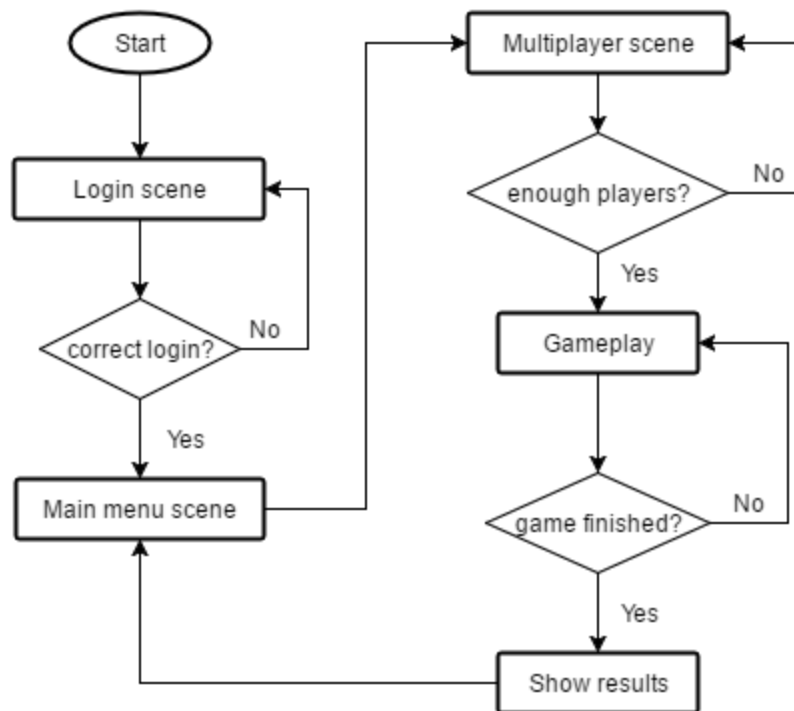 Start
Login scene
correct login?
No
Yes
Main menu scene
Multiplayer scene
enough players?
No
Yes
Gameplay
game finished?
No
Yes
Show results